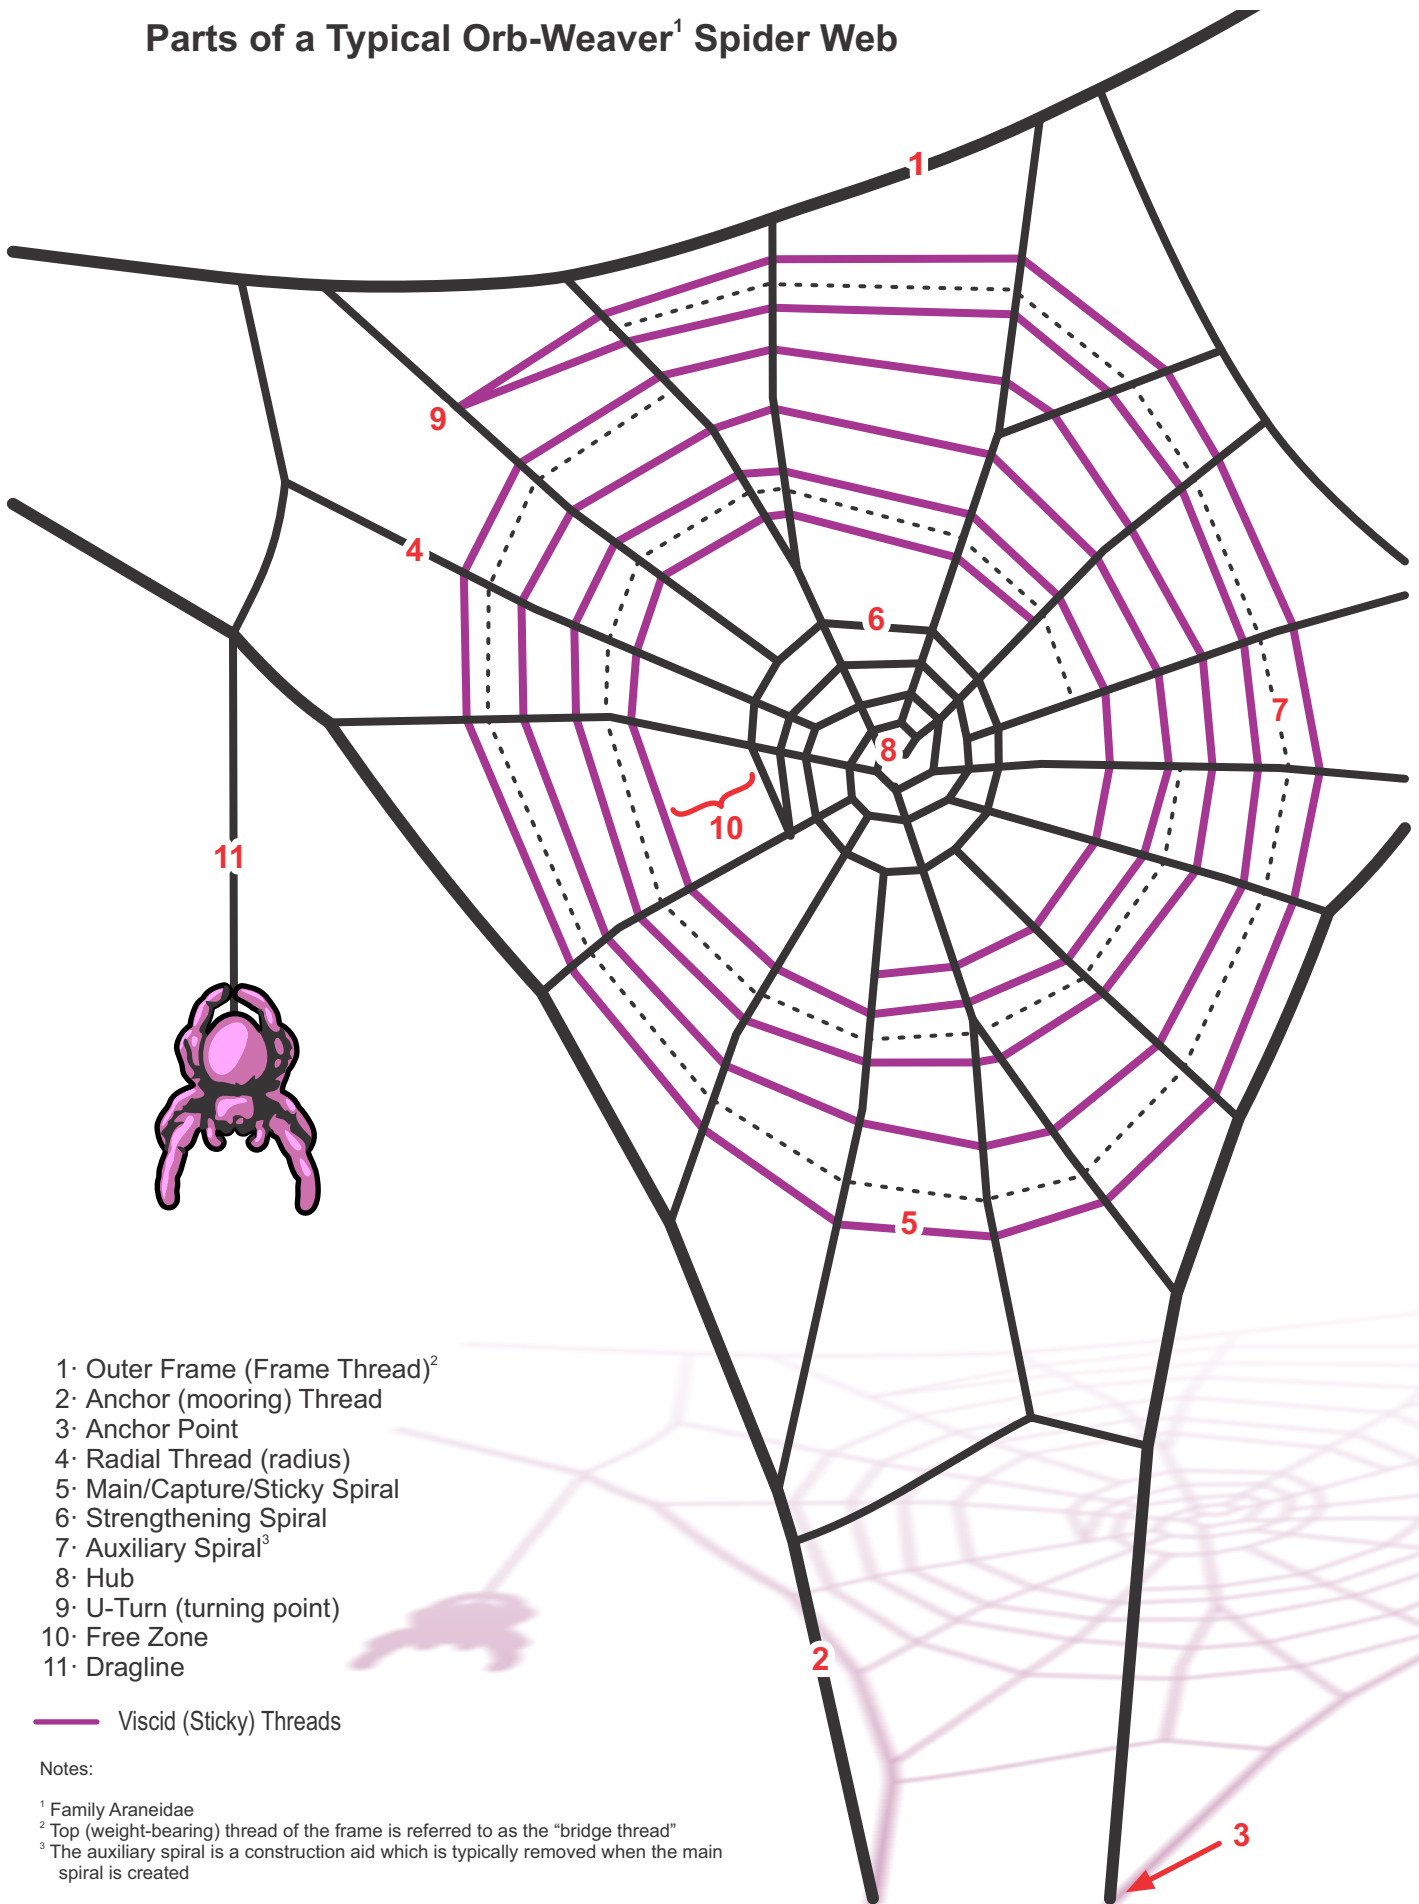 Parts of a Typical Orb-Weaver¹ Spider Web
1
9
4
6
7
8
10
11
5
1· Outer Frame (Frame Thread)²
2· Anchor (mooring) Thread
3· Anchor Point
4· Radial Thread (radius)
5· Main/Capture/Sticky Spiral
6· Strengthening Spiral
7· Auxiliary Spiral³
8· Hub
9· U-Turn (turning point)
10· Free Zone
11· Dragline
2
Viscid (Sticky) Threads
Notes:
¹ Family Araneidae
² Top (weight-bearing) thread of the frame is referred to as the “bridge thread”
³ The auxiliary spiral is a construction aid which is typically removed when the main
spiral is created
3